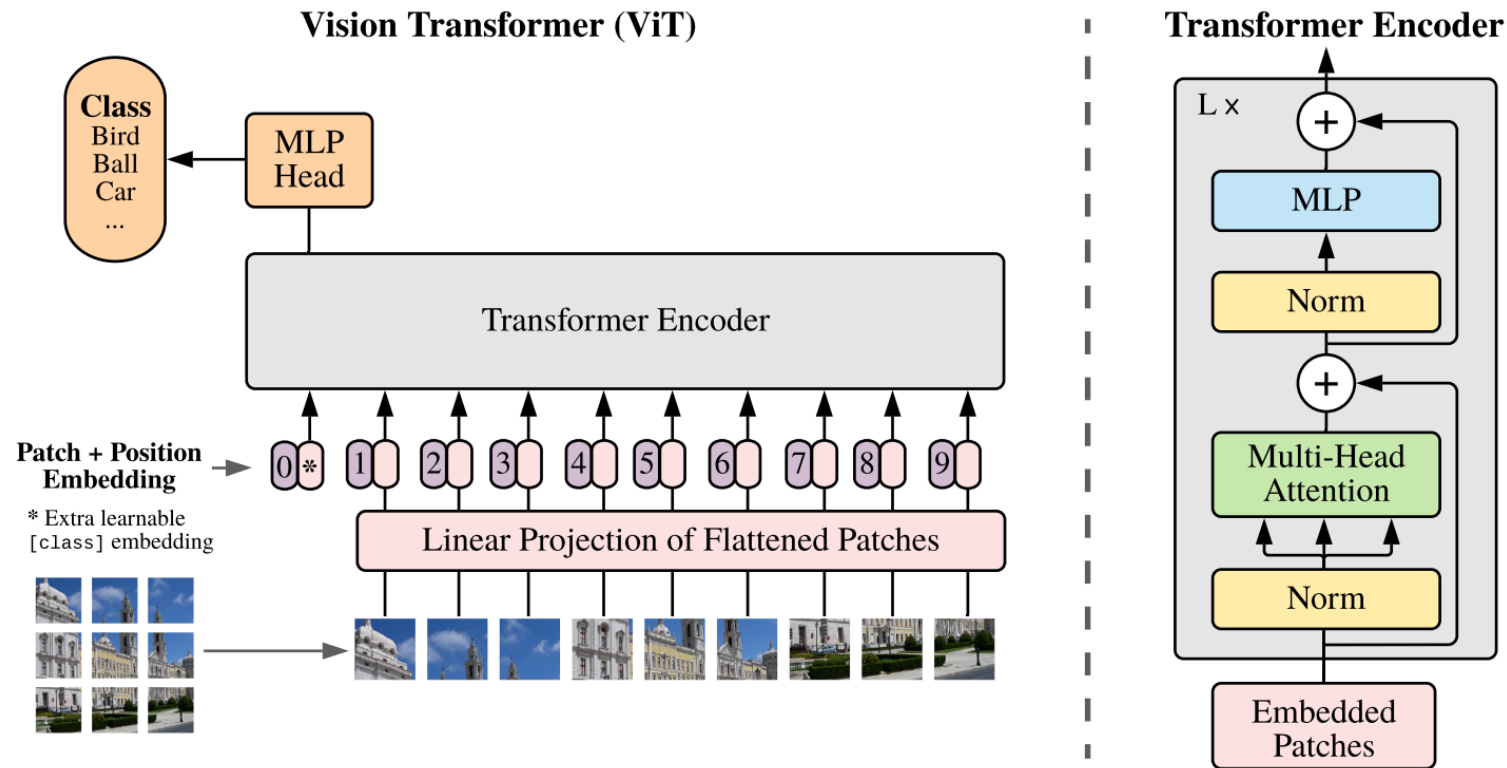 Vision Transformer (ViT)
Class
Bird
Ball
Car
...
MLP
Head
Transformer Encoder
Patch + Position
Embedding
0 * 1 2 3 4 5 6 7 8 9
* Extra learnable
[class] embedding
Linear Projection of Flattened Patches
Transformer Encoder
L x
+
MLP
Norm
+
Multi-Head
Attention
Norm
Embedded
Patches